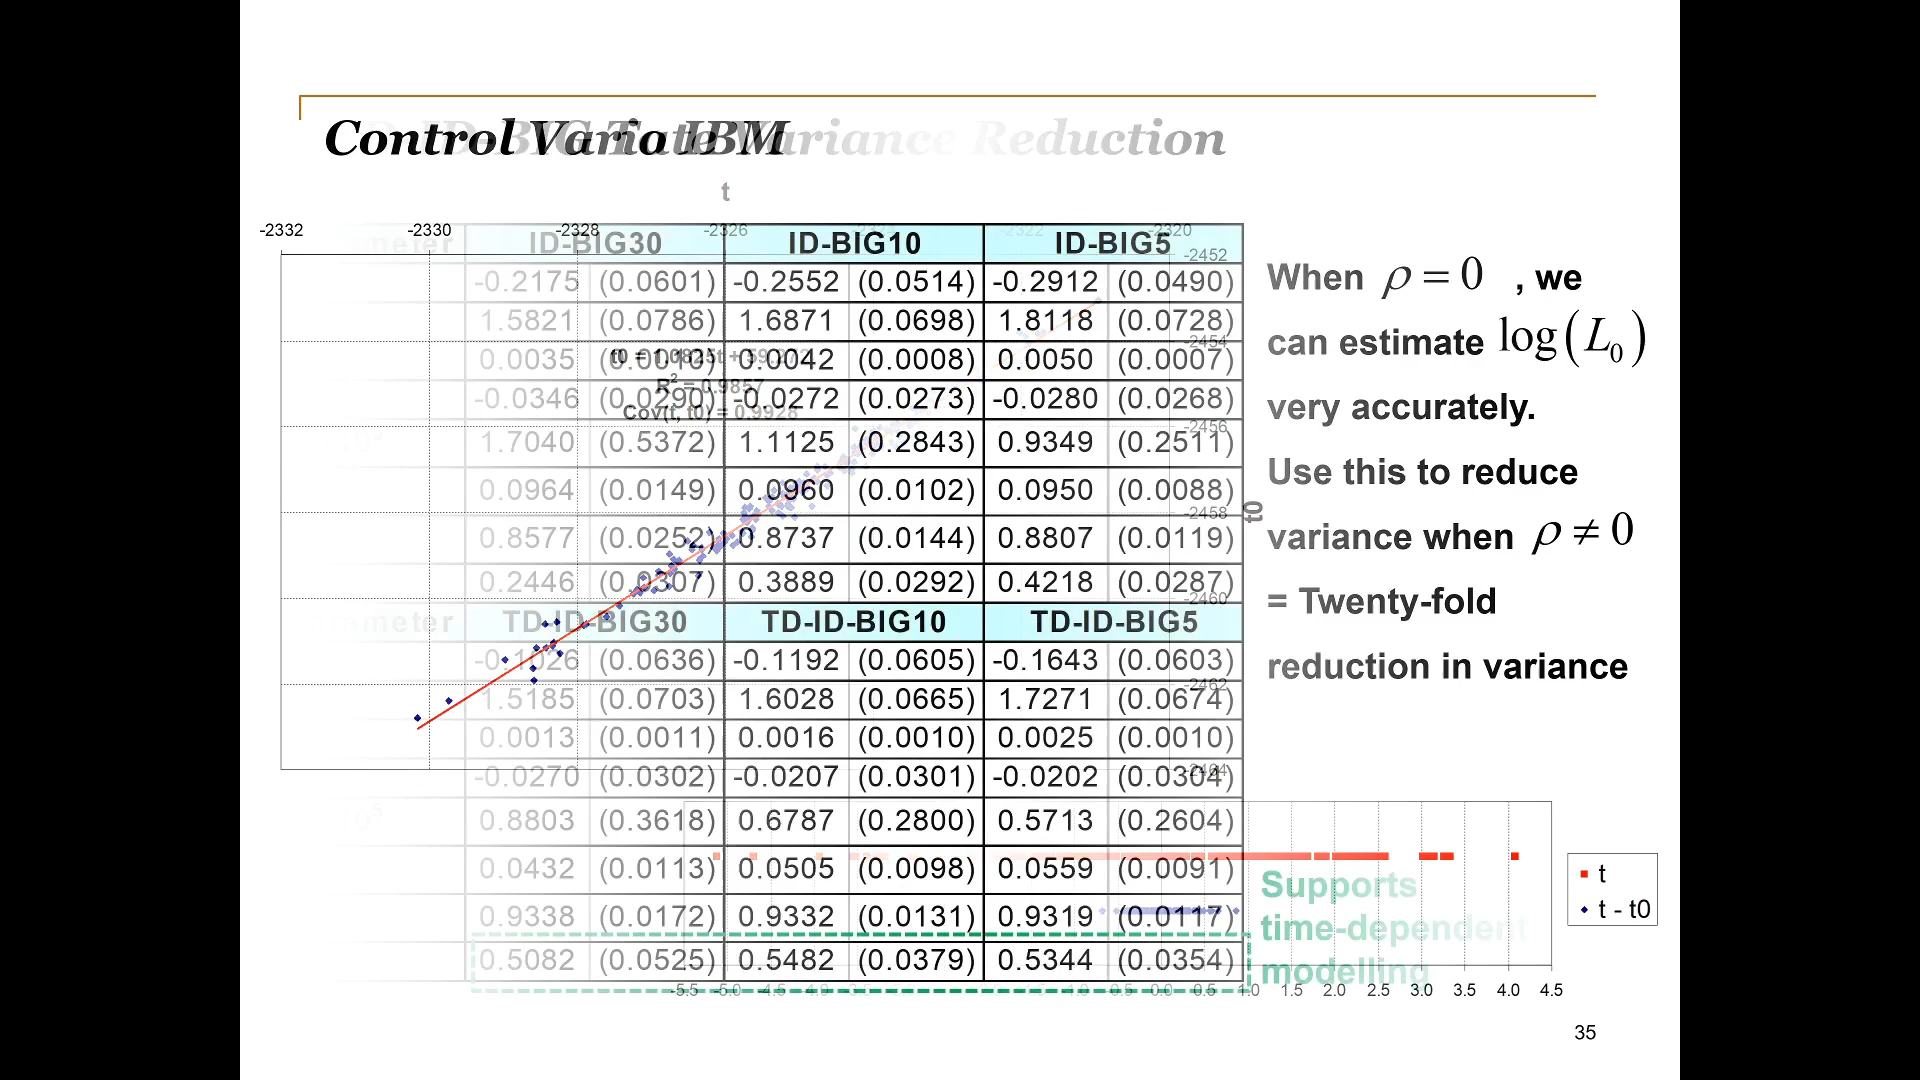 Control Variate Variance Reduction
ID-BIG To IBM
t
-2332 -2330 -2328 -2326 -2322 -2320
ID-BIG30 ID-BIG10 ID-BIG5
-0.2175 (0.0601) -0.2552 (0.0514) -0.2912 (0.0490)
1.5821 (0.0786) 1.6871 (0.0698) 1.8118 (0.0728)
0.0035 (0.0010) 0.0042 (0.0008) 0.0050 (0.0007)
-0.0346 (0.0290) -0.0272 (0.0273) -0.0280 (0.0268)
1.7040 (0.5372) 1.1125 (0.2843) 0.9349 (0.2511)
0.0964 (0.0149) 0.0960 (0.0102) 0.0950 (0.0088)
0.8577 (0.0252) 0.8737 (0.0144) 0.8807 (0.0119)
0.2446 (0.0307) 0.3889 (0.0292) 0.4218 (0.0287)
TD-ID-BIG30 TD-ID-BIG10 TD-ID-BIG5
(0.0636) -0.1192 (0.0605) -0.1643 (0.0603)
1.5185 (0.0703) 1.6028 (0.0665) 1.7271 (0.0674)
0.0013 (0.0011) 0.0016 (0.0010) 0.0025 (0.0010)
-0.0270 (0.0302) -0.0207 (0.0301) -0.0202 (0.0304)
0.8803 (0.3618) 0.6787 (0.2800) 0.5713 (0.2604)
0.0432 (0.0113) 0.0505 (0.0098) 0.0559 (0.0091)
0.9338 (0.0172) 0.9332 (0.0131) 0.9319 (0.0117)
0.5082 (0.0525) 0.5482 (0.0379) 0.5344 (0.0354)
R² = 0.9857
Cov(t, t0) = 0.9928
-2452
-2454
-2456
-2458
-2460
-2462
-2464
t0
When ρ = 0 , we
can estimate log(L₀)
very accurately.
Use this to reduce
variance when ρ ≠ 0
= Twenty-fold
reduction in variance
Supports
time-dependent
modelling
t
t - t0
-5.5 -5.0 -4.5 -4.0 0.0 0.5 1.0 1.5 2.0 2.5 3.0 3.5 4.0 4.5
35